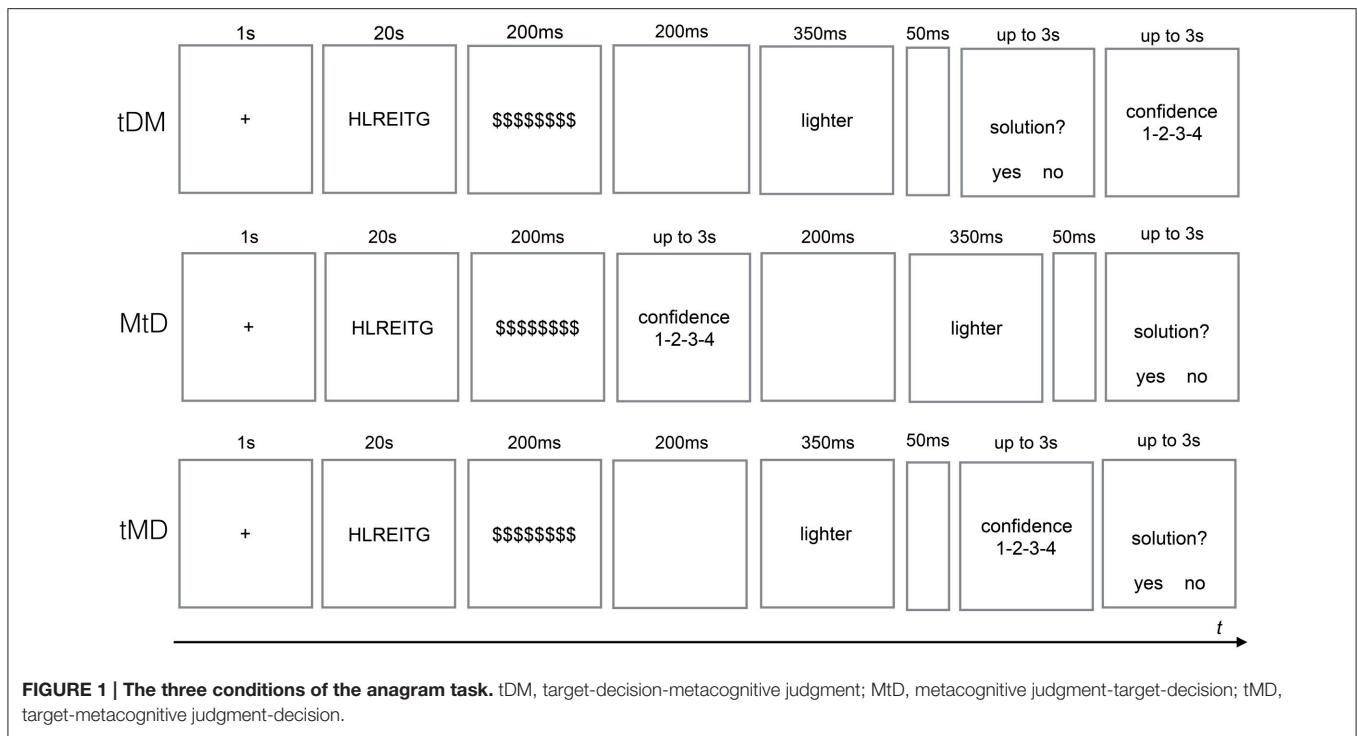 1s 20s 200ms 200ms 350ms 50ms up to 3s up to 3s
tDM + HLREITG $$$$$$$$ lighter solution? yes no confidence 1-2-3-4
1s 20s 200ms up to 3s 200ms 350ms 50ms up to 3s
MtD + HLREITG $$$$$$$$ confidence 1-2-3-4 lighter solution? yes no
1s 20s 200ms 200ms 350ms 50ms up to 3s up to 3s
tMD + HLREITG $$$$$$$$ lighter confidence 1-2-3-4 solution? yes no
t
FIGURE 1 | The three conditions of the anagram task. tDM, target-decision-metacognitive judgment; MtD, metacognitive judgment-target-decision; tMD,
target-metacognitive judgment-decision.